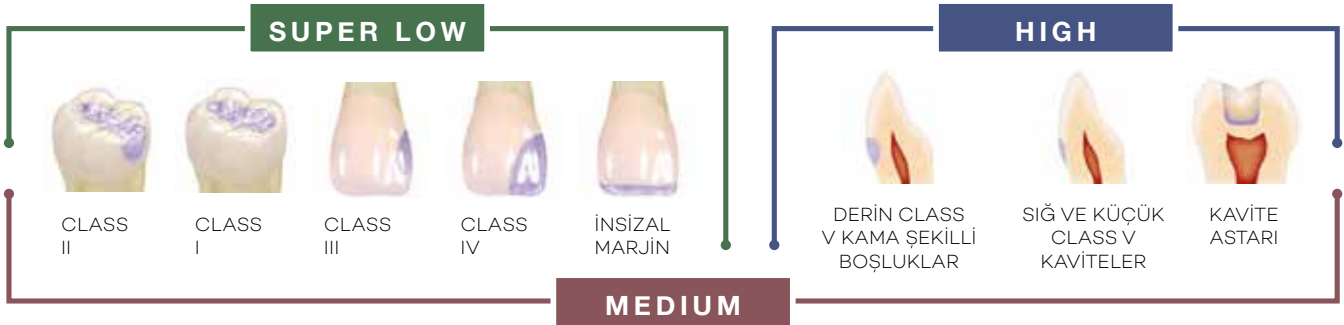 SUPER LOW
HIGH
CLASS
II
CLASS
I
CLASS
III
CLASS
IV
İNSİZAL
MARJİN
DERİN CLASS
V KAMA ŞEKİLLİ
BOŞLUKLAR
SIĞ VE KÜÇÜK
CLASS V
KAVİTELER
KAVİTE
ASTARI
MEDIUM